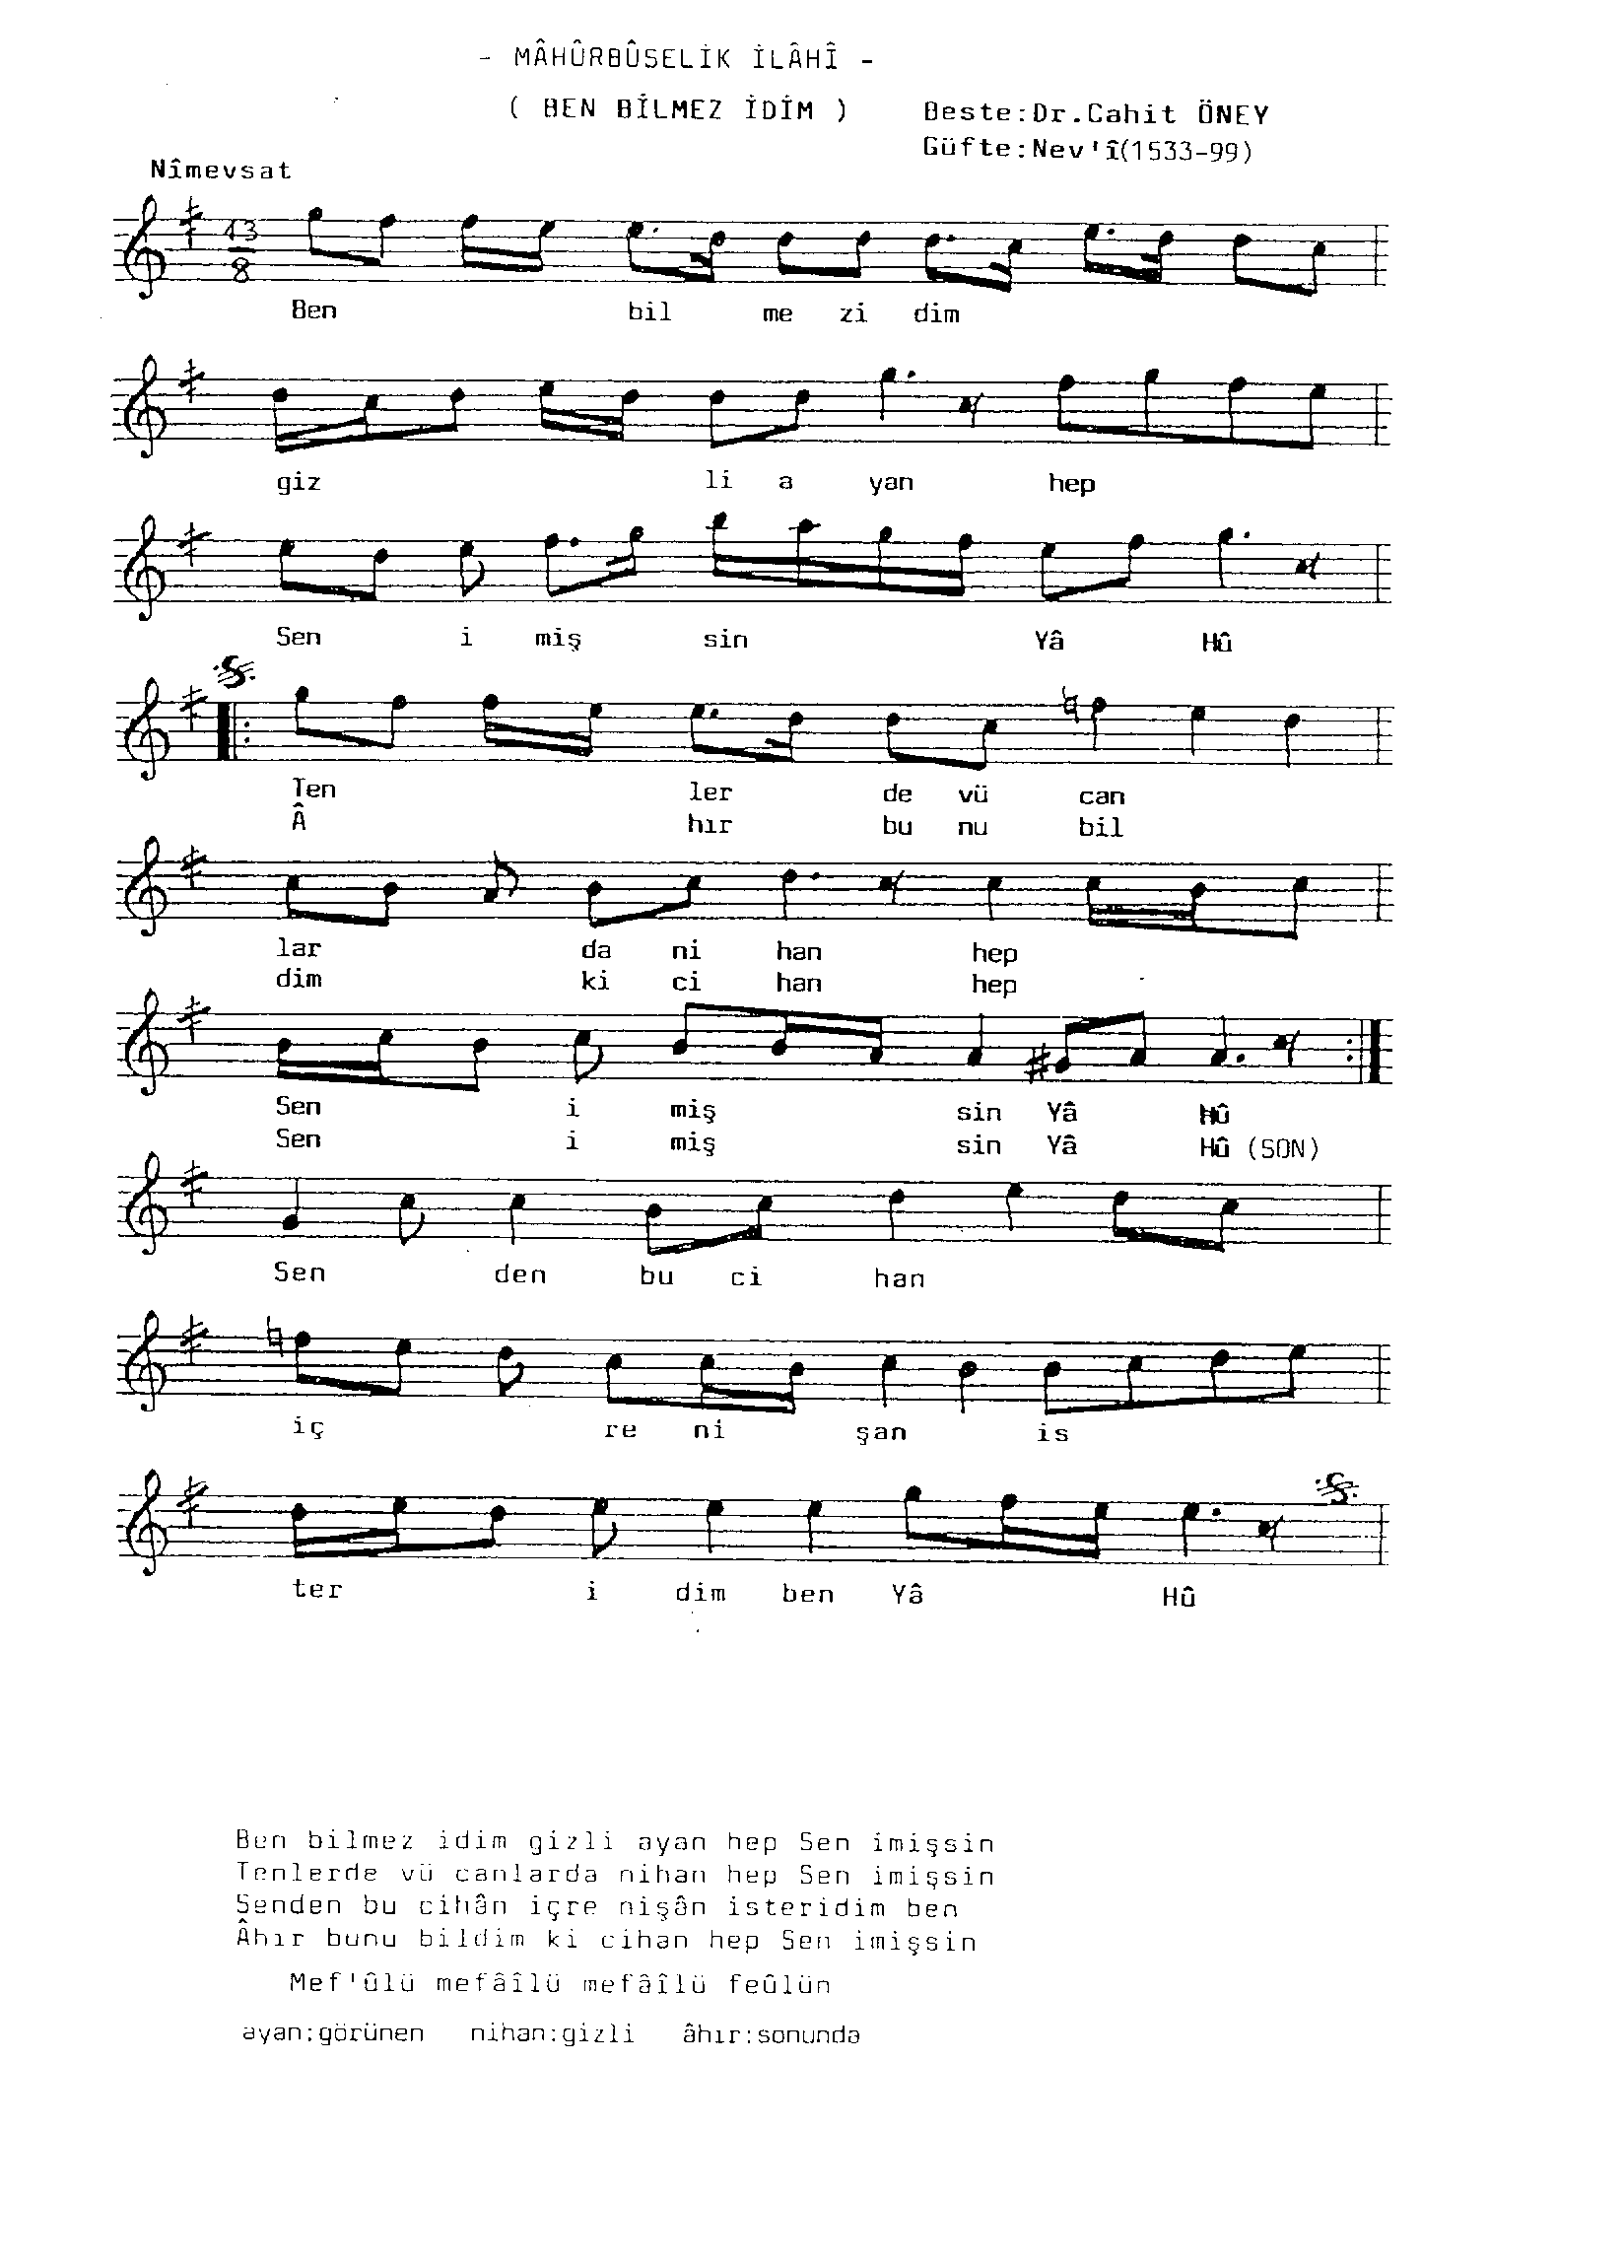 - MÂHÛRBÛSELİK İLÂHÎ -
( BEN BİLMEZ İDİM )
Beste:Dr.Cahit ÖNEY
Güfte:Nev'î(1533-99)
Nîmevsat
13
8
Ben bil me zi dim
giz li a yan hep
Sen i miş sin Yâ Hû
Ten ler de vü can
 hır bu nu bil
lar da ni han hep
dim ki ci han hep
Sen i miş sin Yâ Hû
Sen i miş sin Yâ Hû (SON)
Sen den bu ci han
iç re ni şan is
ter i dim ben Yâ Hû
Ben bilmez idim gizli ayan hep Sen imişsin
Tenlerde vü canlarda nihan hep Sen imişsin
Senden bu cihân içre nişân isteridim ben
Âhır bunu bildim ki cihan hep Sen imişsin
Mef'ûlü mefâîlü mefâîlü feûlün
ayan:görünen nihan:gizli âhır:sonunda